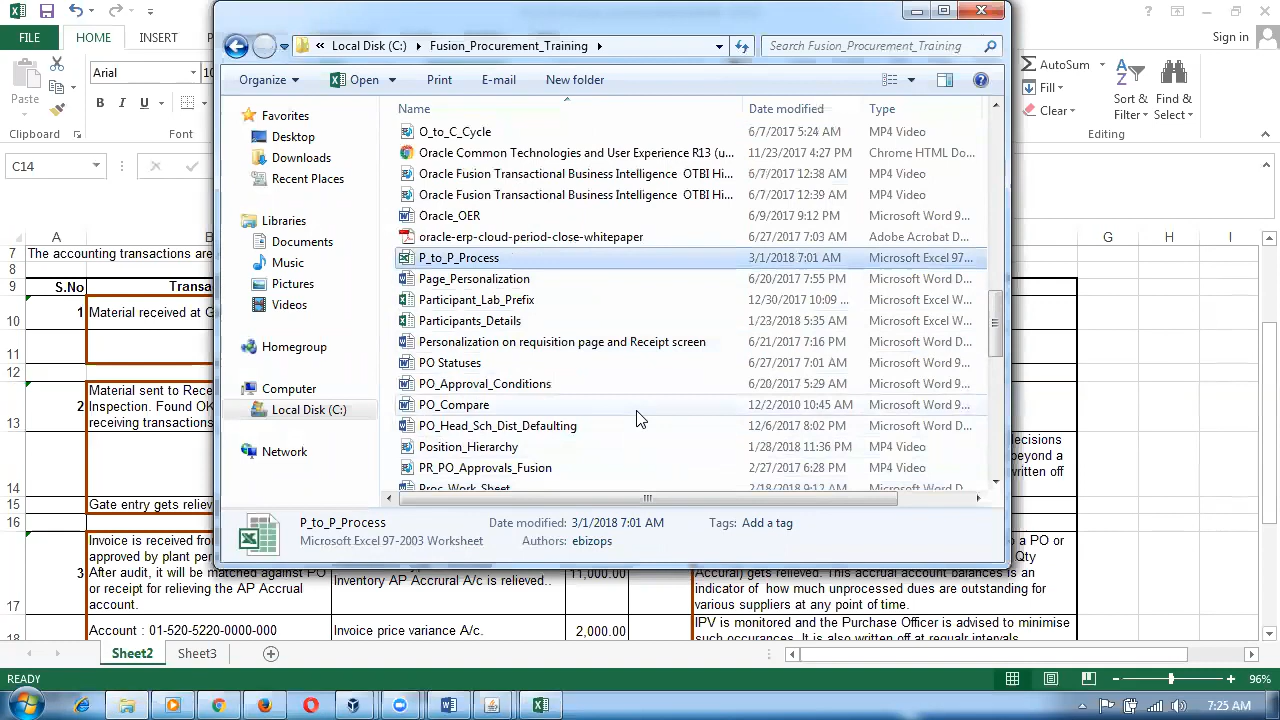 FILE
HOME
INSERT
Sign in
Paste
Clipboard
Arial
10
B I U
Font
AutoSum
Fill
Clear
Sort &
Filter
Find &
Select
Editing
C14
Local Disk (C:)
Fusion_Procurement_Training
Search Fusion_Procurement_Training
Organize
Open
Print
E-mail
New folder
Favorites
Desktop
Downloads
Recent Places
Libraries
Documents
Music
Pictures
Videos
Homegroup
Computer
Local Disk (C:)
Network
Name Date modified Type
O_to_C_Cycle 6/7/2017 5:24 AM MP4 Video
Oracle Common Technologies and User Experience R13 (u... 11/23/2017 4:27 PM Chrome HTML Do...
Oracle Fusion Transactional Business Intelligence OTBI Hi... 6/7/2017 12:38 AM MP4 Video
Oracle Fusion Transactional Business Intelligence OTBI Hi... 6/7/2017 12:39 AM MP4 Video
Oracle_OER 6/9/2017 9:12 PM Microsoft Word 9...
oracle-erp-cloud-period-close-whitepaper 6/27/2017 7:03 AM Adobe Acrobat D...
P_to_P_Process 3/1/2018 7:01 AM Microsoft Excel 97...
Page_Personalization 6/20/2017 7:55 PM Microsoft Word D...
Participant_Lab_Prefix 12/30/2017 10:09 ... Microsoft Excel W...
Participants_Details 1/23/2018 5:35 AM Microsoft Excel W...
Personalization on requisition page and Receipt screen 6/21/2017 7:16 PM Microsoft Word D...
PO Statuses 6/27/2017 7:01 AM Microsoft Word 9...
PO_Approval_Conditions 6/20/2017 5:29 AM Microsoft Word 9...
PO_Compare 12/2/2010 10:45 AM Microsoft Word 9...
PO_Head_Sch_Dist_Defaulting 12/6/2017 8:02 PM Microsoft Word D...
Position_Hierarchy 1/28/2018 11:36 PM MP4 Video
PR_PO_Approvals_Fusion 2/27/2017 6:28 PM MP4 Video
Proc_Work_Sheet 2/18/2018 9:12 AM Microsoft Word D...
P_to_P_Process Date modified: 3/1/2018 7:01 AM Tags: Add a tag
Microsoft Excel 97-2003 Worksheet Authors: ebizops
A B G H I
7 The accounting transactions are
8
9 S.No Transa
10 1 Material received at G
11
12
13 2 Material sent to Rece
Inspection. Found OK
receiving transactions
14 decisions
beyond a
written off
15 Gate entry gets reliev
16
17 3 Invoice is received from
approved by plant per
After audit, it will be matched against PO
or receipt for relieving the AP Accrual
account.
Inventory AP Accrural A/c is relieved..
11,000.00
o a PO or
Qty
Accural) gets relieved. This accrual account balances is an
indicator of how much unprocessed dues are outstanding for
various suppliers at any point of time.
18 Account : 01-520-5220-0000-000 Invoice price variance A/c. 2,000.00
IPV is monitored and the Purchase Officer is advised to minimise
such occurances. It is also written off at regualr intervals.
Sheet2
Sheet3
READY
96%
7:25 AM